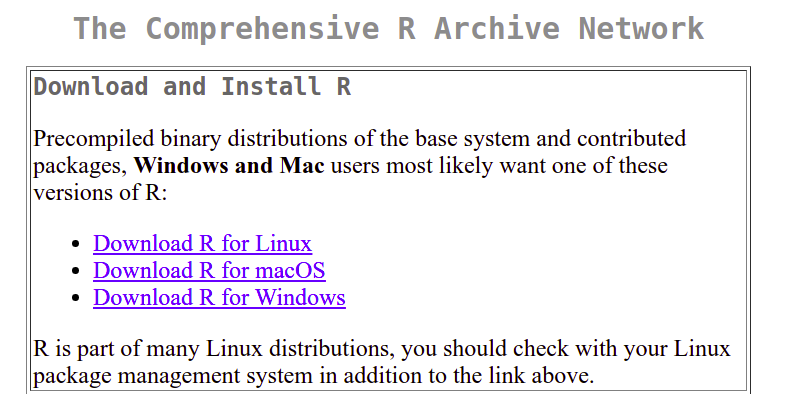 The Comprehensive R Archive Network
Download and Install R
Precompiled binary distributions of the base system and contributed
packages, Windows and Mac users most likely want one of these
versions of R:
Download R for Linux
Download R for macOS
Download R for Windows
R is part of many Linux distributions, you should check with your Linux
package management system in addition to the link above.